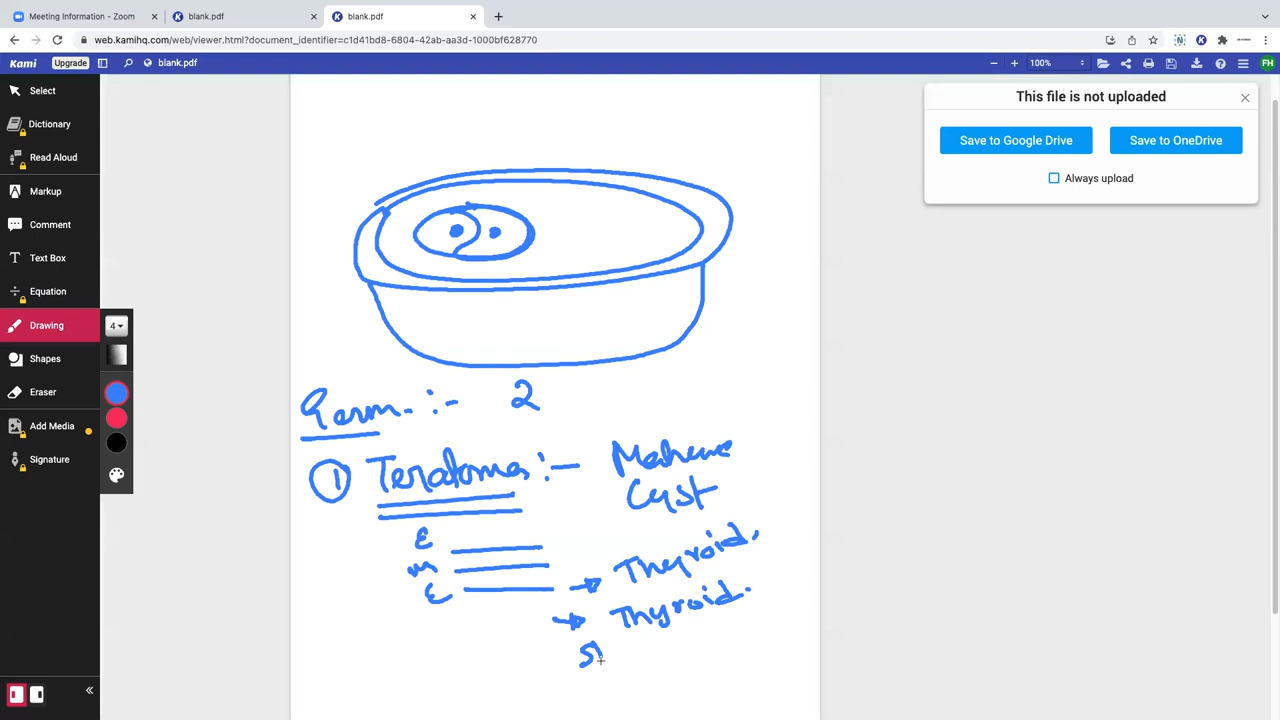 Meeting Information - Zoom
blank.pdf
blank.pdf
web.kamihq.com/web/viewer.html?document_identifier=c1d41bd8-6804-42ab-aa3d-1000bf628770
Kami
Upgrade
blank.pdf
100%
FH
Select
Dictionary
Read Aloud
Markup
Comment
Text Box
Equation
Drawing
4
Shapes
Eraser
Add Media
Signature
This file is not uploaded
Save to Google Drive
Save to OneDrive
Always upload
Germ. :- 2
① Teratoma :- Mature
Cyst
E
m
E → Thyroid.
→ Thyroid.